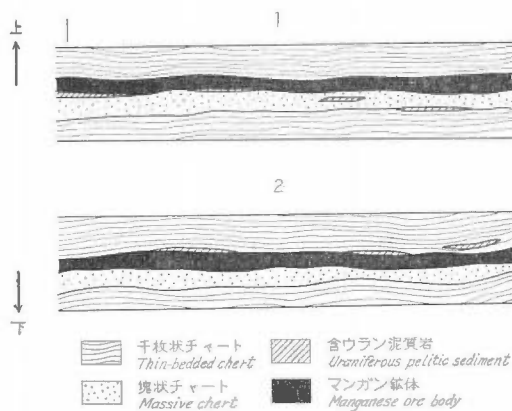 上
1
2
下
千枚状チャート
Thin-bedded chert
含ウラン泥質岩
Uraniferous pelitic sediment
塊状チャート
Massive chert
マンガン鉱体
Manganese ore body